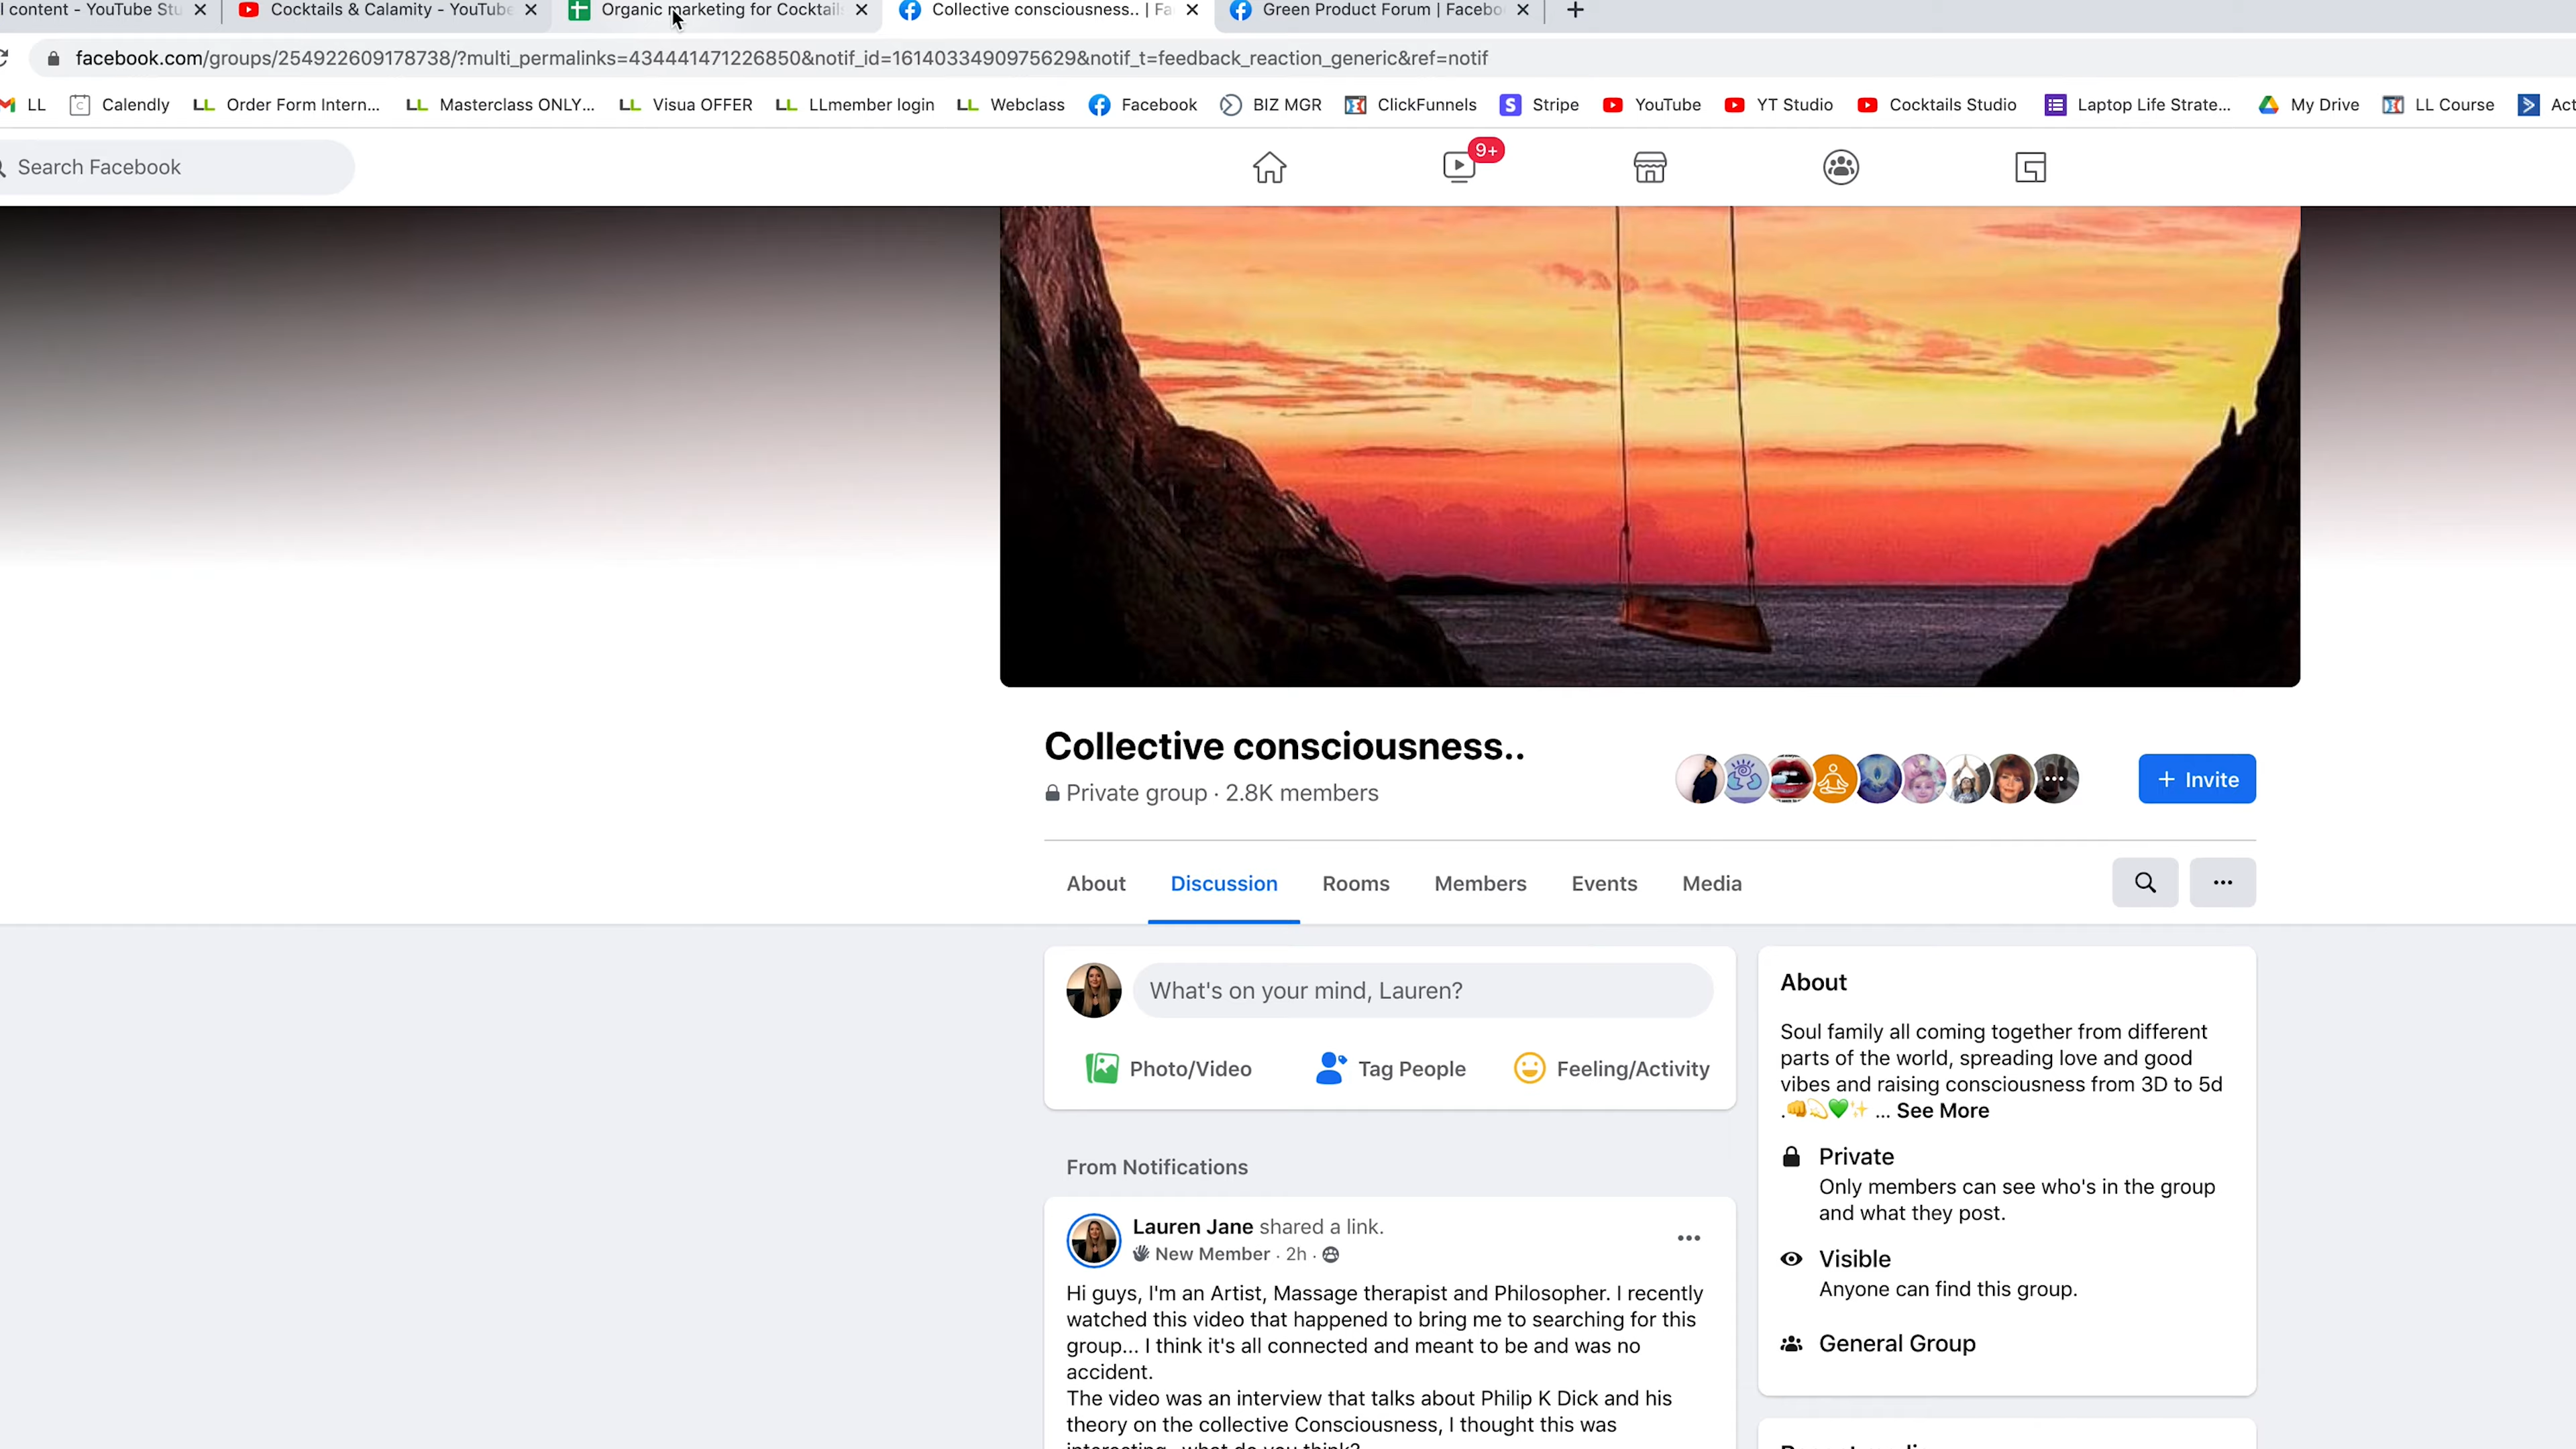 l content - YouTube Stu
Cocktails & Calamity - YouTube
Organic marketing for Cocktails
Collective consciousness.. | Fa
Green Product Forum | Facebo
facebook.com/groups/254922609178738/?multi_permalinks=434441471226850&notif_id=1614033490975629&notif_t=feedback_reaction_generic&ref=notif
LL
Calendly
LL Order Form Intern...
LL Masterclass ONLY...
LL Visua OFFER
LL LLmember login
LL Webclass
Facebook
BIZ MGR
ClickFunnels
S Stripe
YouTube
YT Studio
Cocktails Studio
Laptop Life Strate...
My Drive
LL Course
Act
Search Facebook
9+
Collective consciousness..
Private group · 2.8K members
+ Invite
About
Discussion
Rooms
Members
Events
Media
What's on your mind, Lauren?
Photo/Video
Tag People
Feeling/Activity
From Notifications
Lauren Jane shared a link.
New Member · 2h ·
Hi guys, I'm an Artist, Massage therapist and Philosopher. I recently
watched this video that happened to bring me to searching for this
group... I think it's all connected and meant to be and was no
accident.
The video was an interview that talks about Philip K Dick and his
theory on the collective Consciousness, I thought this was
interesting.. what do you think?
About
Soul family all coming together from different
parts of the world, spreading love and good
vibes and raising consciousness from 3D to 5d
.👊💫💚✨ ... See More
Private
Only members can see who's in the group
and what they post.
Visible
Anyone can find this group.
General Group